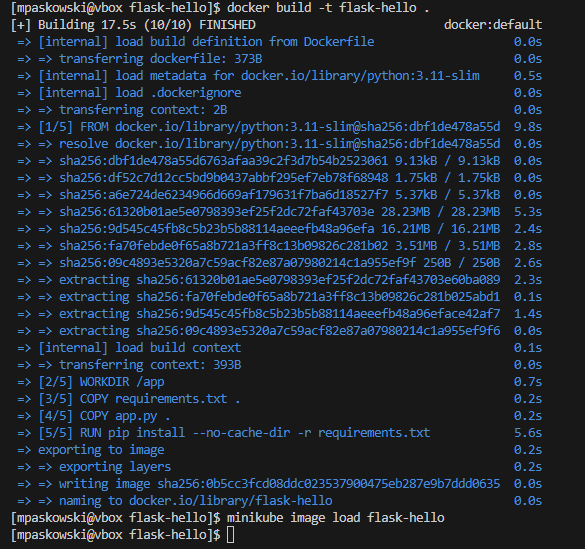 [mpaskowski@vbox flask-hello]$ docker build -t flask-hello .
[+] Building 17.5s (10/10) FINISHED docker:default
=> [internal] load build definition from Dockerfile 0.0s
=> => transferring dockerfile: 373B 0.0s
=> [internal] load metadata for docker.io/library/python:3.11-slim 0.5s
=> [internal] load .dockerignore 0.0s
=> => transferring context: 2B 0.0s
=> [1/5] FROM docker.io/library/python:3.11-slim@sha256:dbf1de478a55d 9.8s
=> => resolve docker.io/library/python:3.11-slim@sha256:dbf1de478a55d 0.0s
=> => sha256:dbf1de478a55d6763afaa39c2f3d7b54b2523061 9.13kB / 9.13kB 0.0s
=> => sha256:df52c7d12cc5bd9b0437abbf295ef7eb78f68948 1.75kB / 1.75kB 0.0s
=> => sha256:a6e724de6234966d669af179631f7ba6d18527f7 5.37kB / 5.37kB 0.0s
=> => sha256:61320b01ae5e0798393ef25f2dc72faf43703e 28.23MB / 28.23MB 5.3s
=> => sha256:9d545c45fb8c5b23b5b88114aeeefb48a96efa 16.21MB / 16.21MB 2.4s
=> => sha256:fa70febde0f65a8b721a3ff8c13b09826c281b02 3.51MB / 3.51MB 2.8s
=> => sha256:09c4893e5320a7c59acf82e87a07980214c1a955ef9f 250B / 250B 2.6s
=> => extracting sha256:61320b01ae5e0798393ef25f2dc72faf43703e60ba089 2.3s
=> => extracting sha256:fa70febde0f65a8b721a3ff8c13b09826c281b025abd1 0.1s
=> => extracting sha256:9d545c45fb8c5b23b5b88114aeeefb48a96eface42af7 1.4s
=> => extracting sha256:09c4893e5320a7c59acf82e87a07980214c1a955ef9f6 0.0s
=> [internal] load build context 0.1s
=> => transferring context: 393B 0.0s
=> [2/5] WORKDIR /app 0.7s
=> [3/5] COPY requirements.txt . 0.2s
=> [4/5] COPY app.py . 0.2s
=> [5/5] RUN pip install --no-cache-dir -r requirements.txt 5.6s
=> exporting to image 0.2s
=> => exporting layers 0.2s
=> => writing image sha256:0b5cc3fcd08ddc023537900475eb287e9b7ddd0635 0.0s
=> => naming to docker.io/library/flask-hello 0.0s
[mpaskowski@vbox flask-hello]$ minikube image load flask-hello
[mpaskowski@vbox flask-hello]$